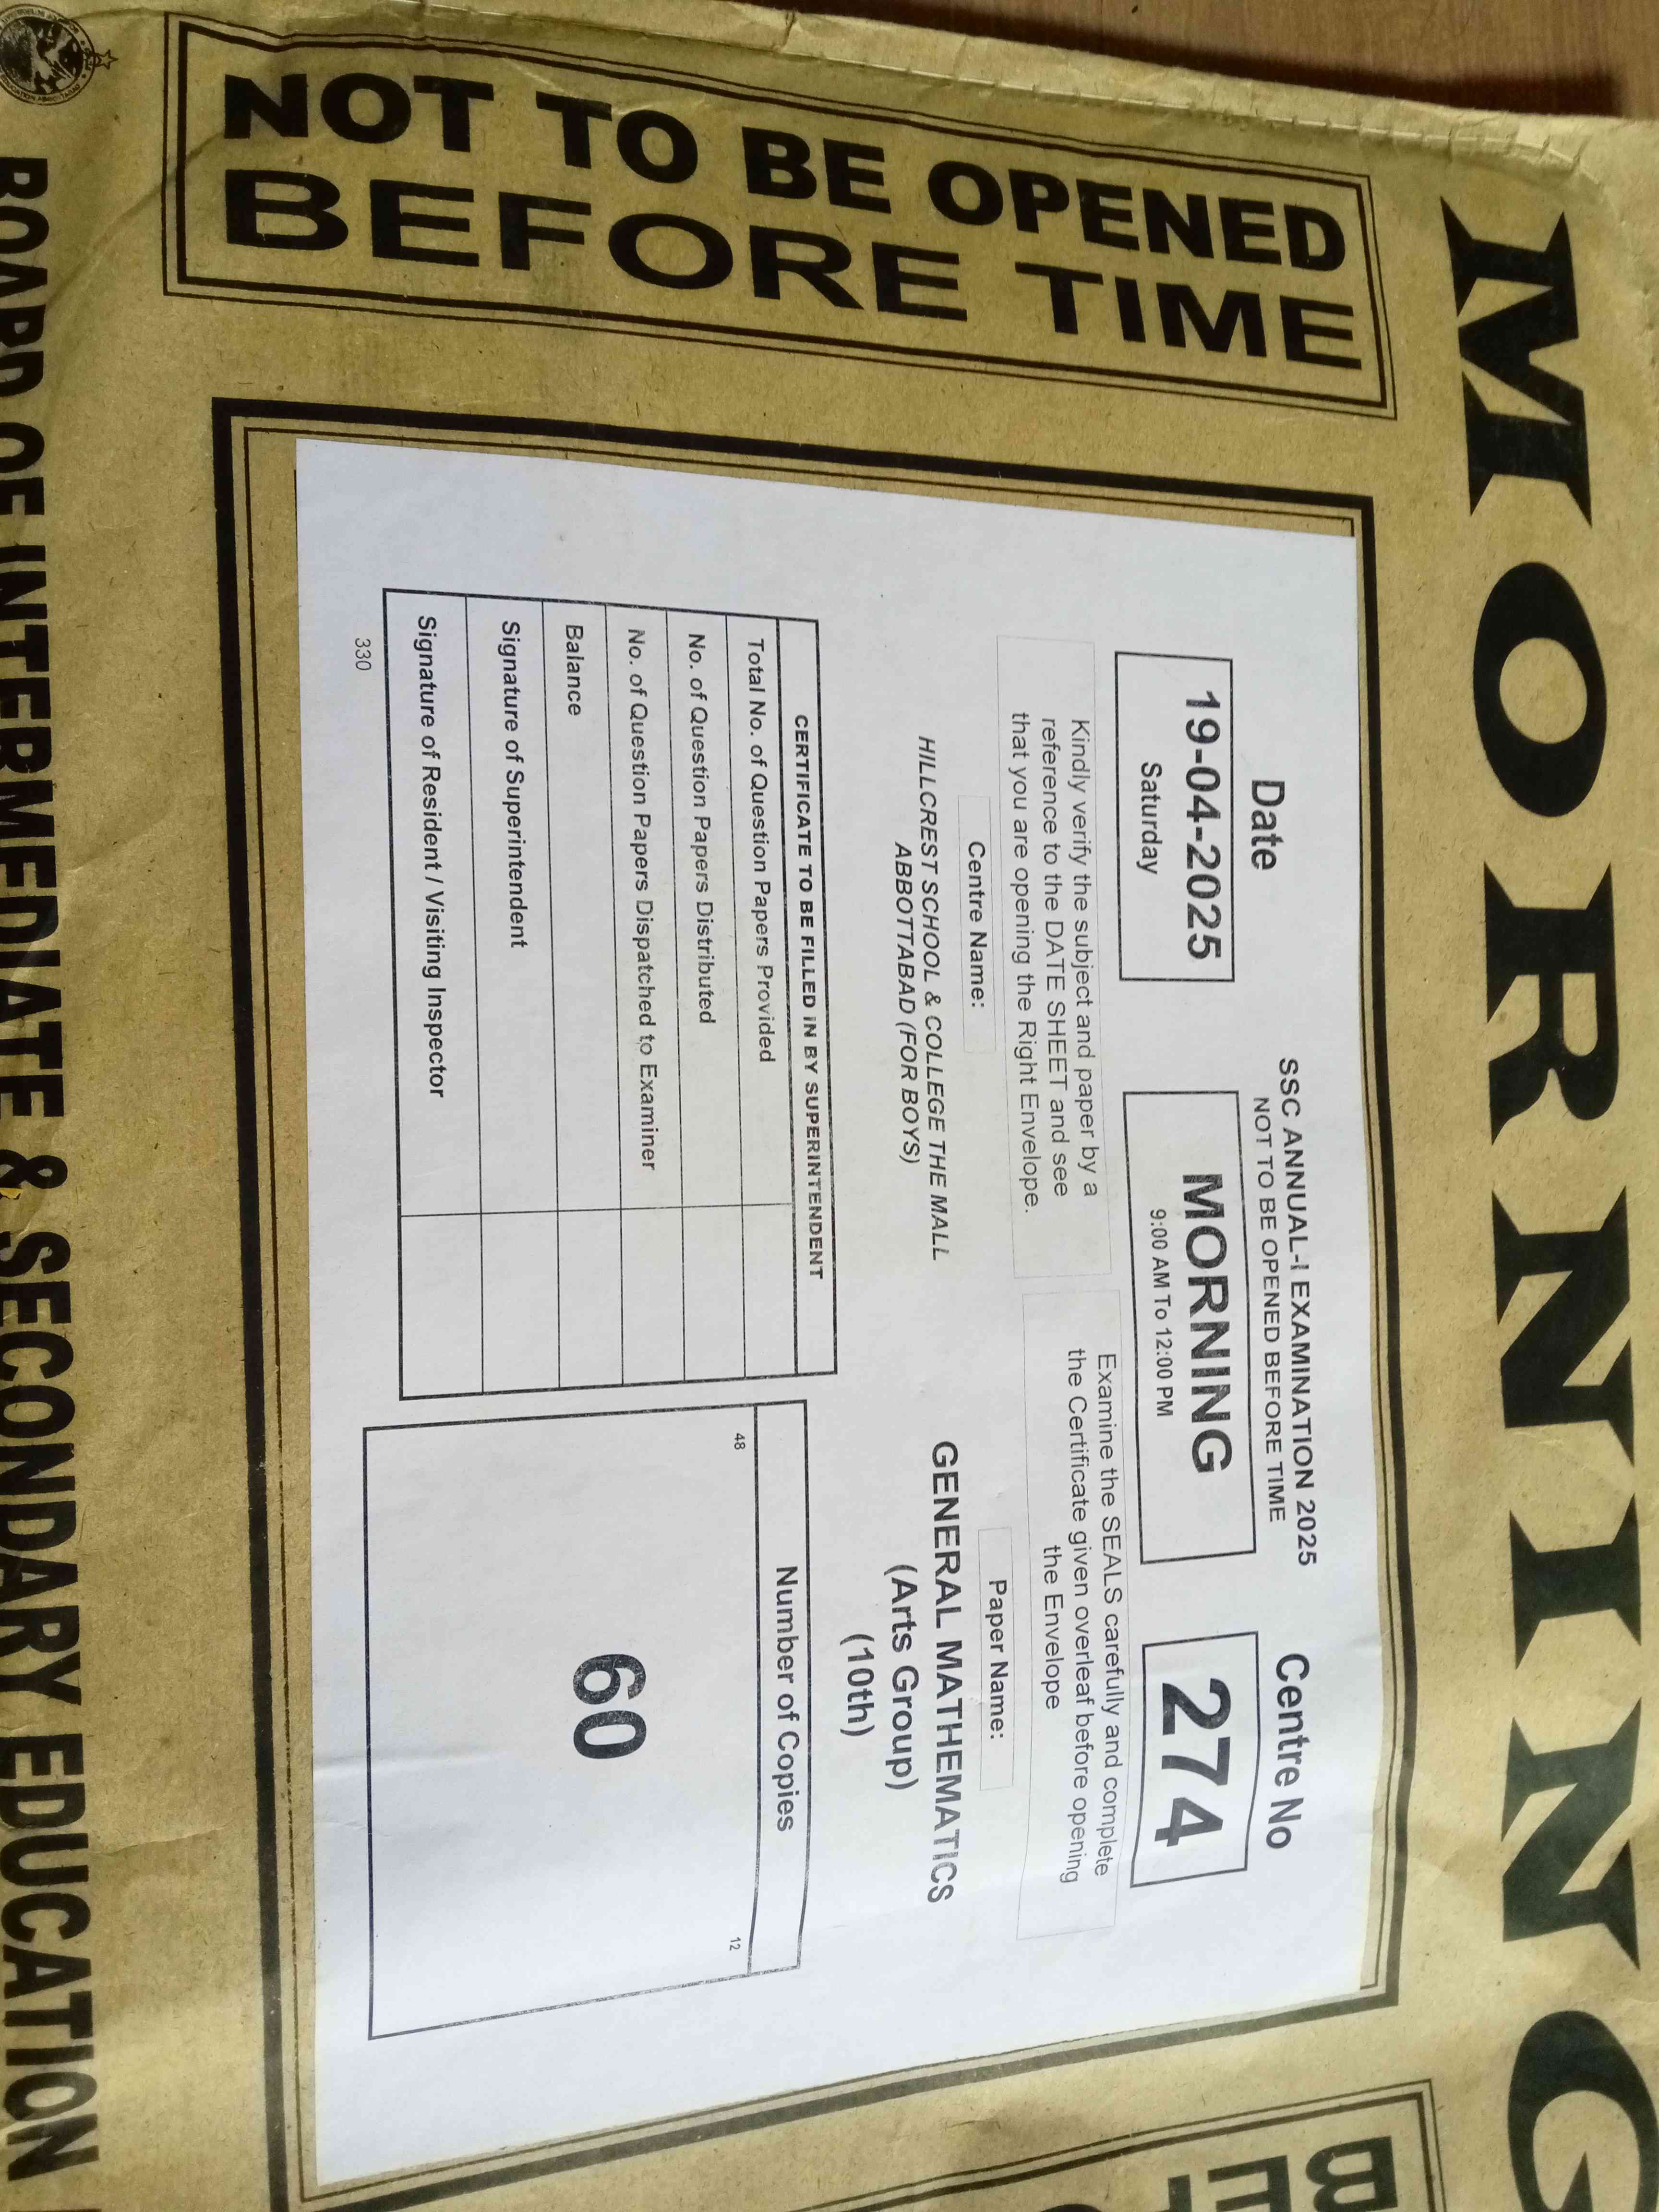 MORNING
NOT TO BE OPENED
BEFORE TIME
SSC ANNUAL-I EXAMINATION 2025
NOT TO BE OPENED BEFORE TIME
Date
19-04-2025
Saturday
MORNING
9:00 AM To 12:00 PM
Centre No
274
Kindly verify the subject and paper by a
reference to the DATE SHEET and see
that you are opening the Right Envelope.
Examine the SEALS carefully and complete
the Certificate given overleaf before opening
the Envelope
Centre Name:
HILLCREST SCHOOL & COLLEGE THE MALL
ABBOTTABAD (FOR BOYS)
Paper Name:
GENERAL MATHEMATICS
(Arts Group)
(10th)
CERTIFICATE TO BE FILLED IN BY SUPERINTENDENT
Total No. of Question Papers Provided
No. of Question Papers Distributed
No. of Question Papers Dispatched to Examiner
Balance
Signature of Superintendent
Signature of Resident / Visiting Inspector
330
Number of Copies
48
12
60
BOARD OF INTERMEDIATE & SECONDARY EDUCATION